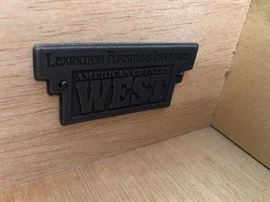 LEXINGTON FURNITURE INDUSTRIES
AMERICAN COUNTRY
WEST